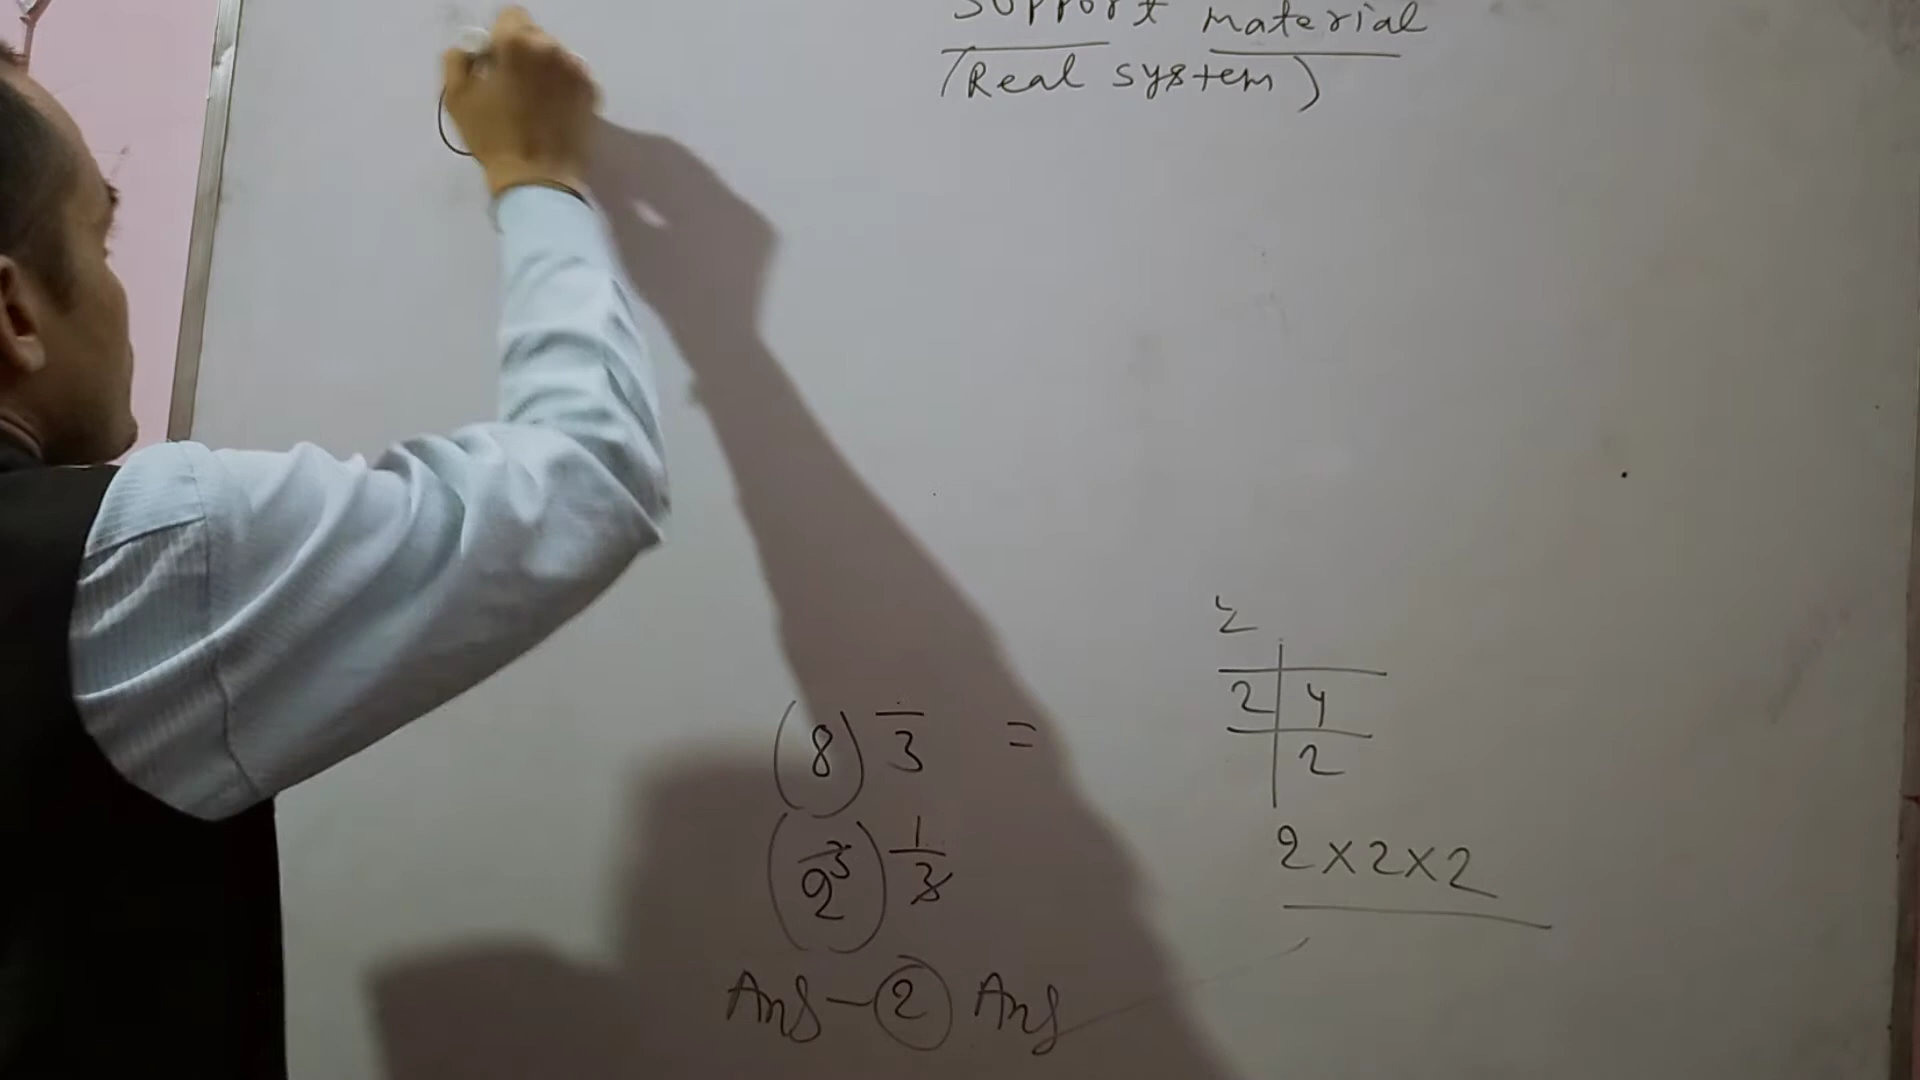 Support material
(Real system)
(8) ‾3 =
(2³) 1/3
Ans – 2 Ans
2
2 | 4
2
2×2×2